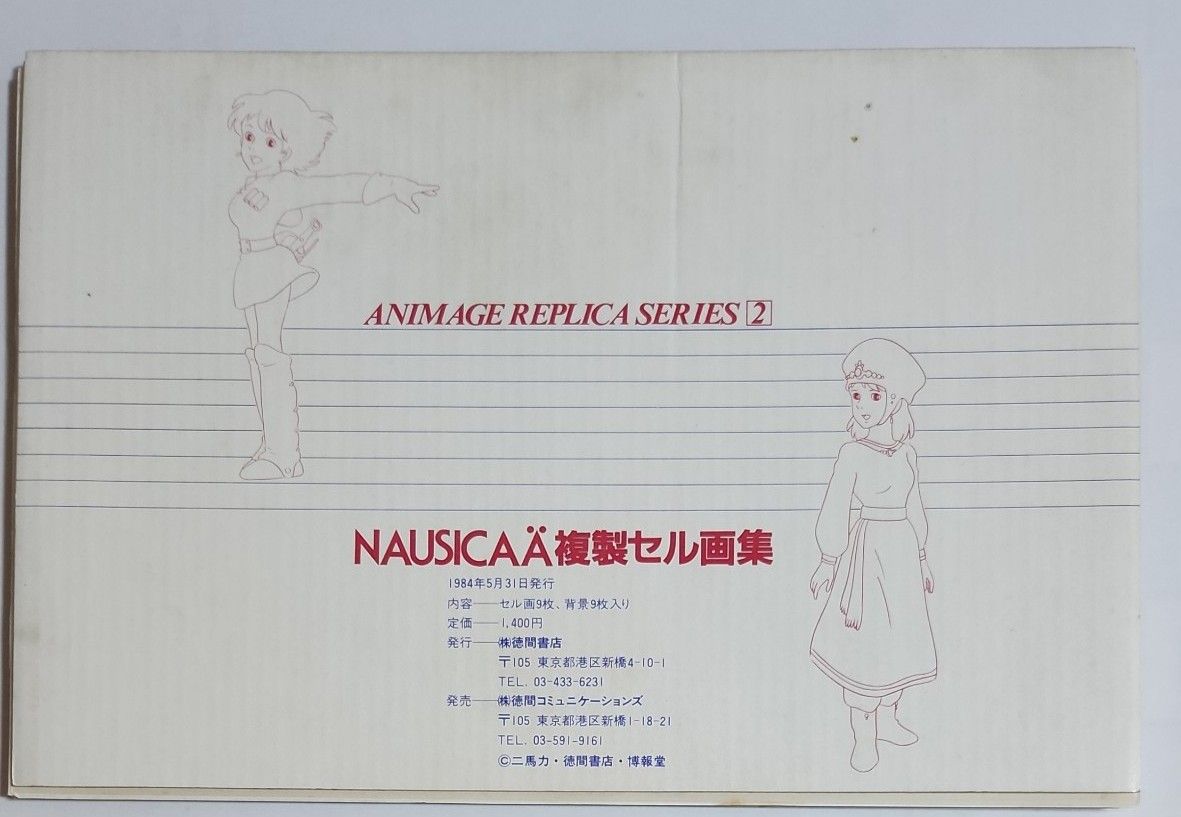 ANIMAGE REPLICA SERIES 2
NAUSICAÄ複製セル画集
1984年5月31日発行
内容──セル画9枚、背景9枚入り
定価──1,400円
発行──㈱徳間書店
〒105 東京都港区新橋4-10-1
TEL. 03-433-6231
発売──㈱徳間コミュニケーションズ
〒105 東京都港区新橋1-18-21
TEL. 03-591-9161
©二馬力・徳間書店・博報堂